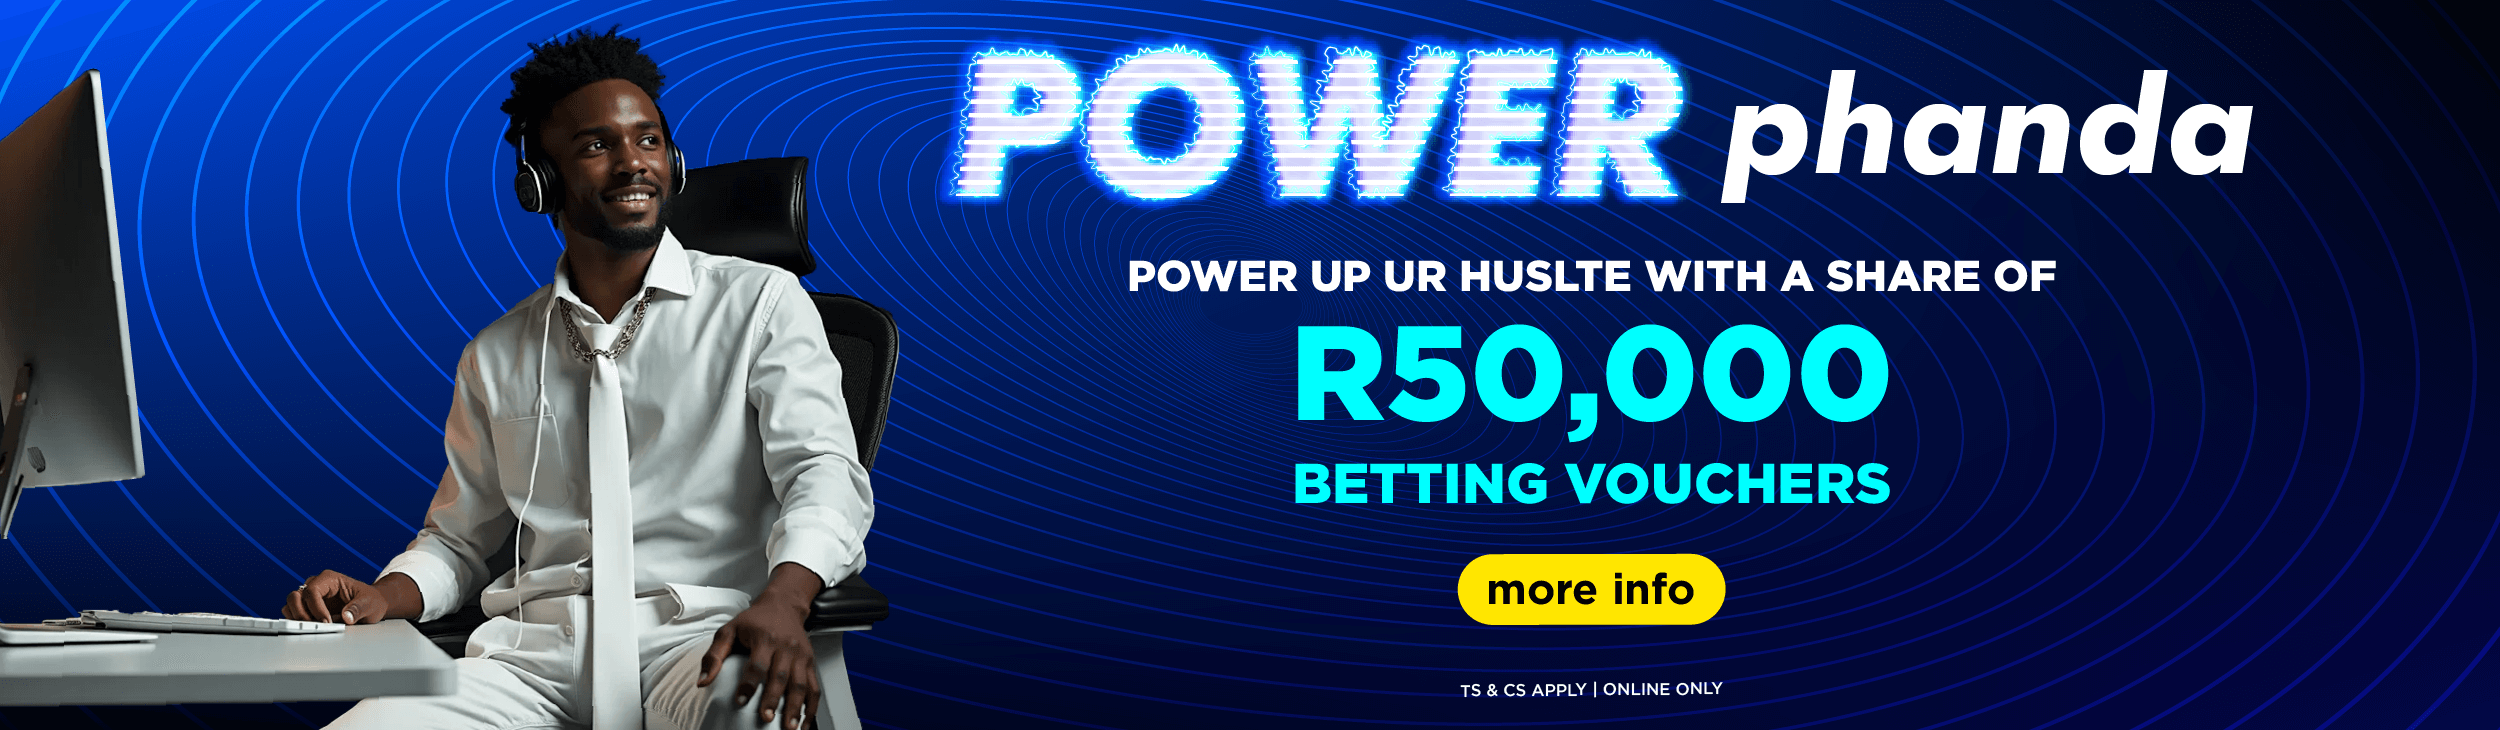 POWER phanda
POWER UP UR HUSLTE WITH A SHARE OF
R50,000
BETTING VOUCHERS
more info
TS & CS APPLY | ONLINE ONLY